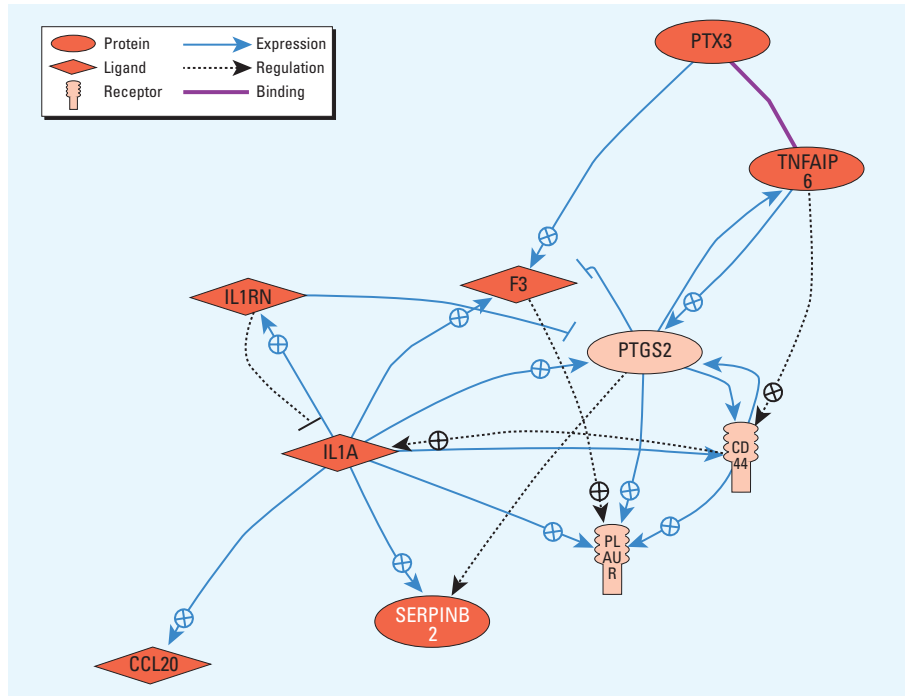 Protein
Expression
Ligand
Regulation
Receptor
Binding
PTX3
TNFAIP
6
F3
IL1RN
PTGS2
IL1A
CD
44
PL
AU
R
SERPINB
2
CCL20